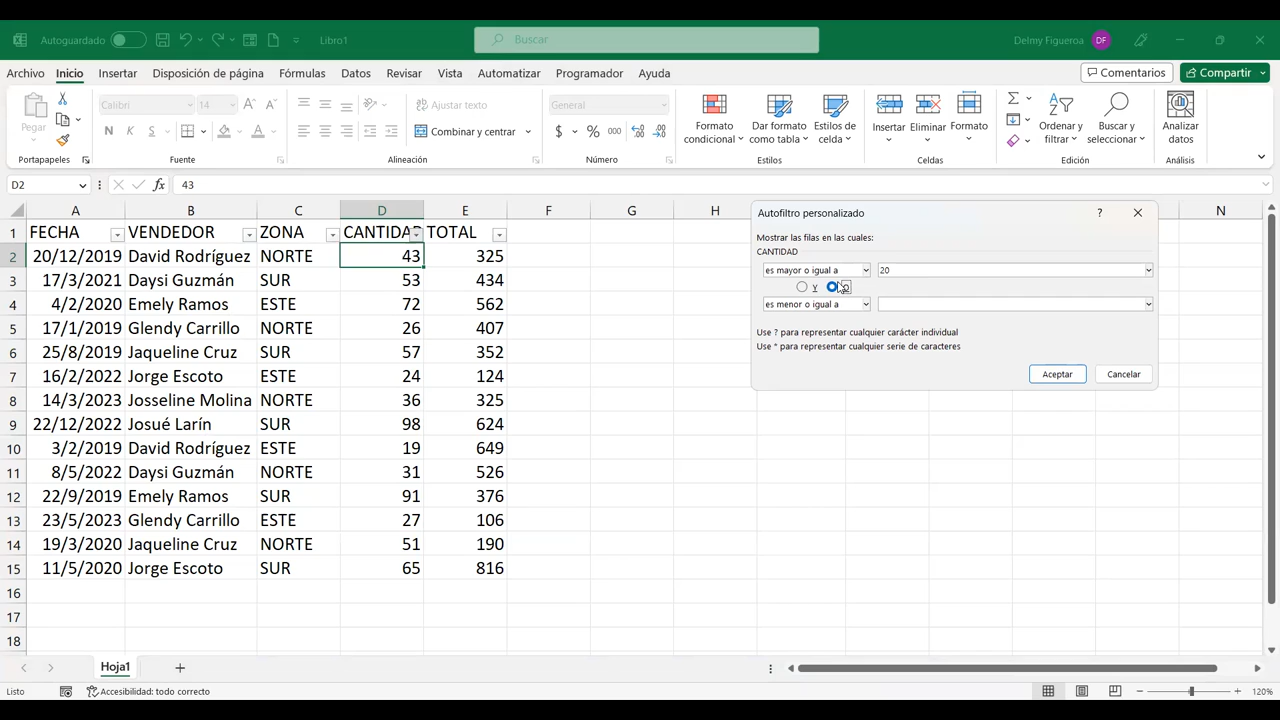 Autoguardado
Libro1
Buscar
Delmy Figueroa
DF
Archivo Inicio Insertar Disposición de página Fórmulas Datos Revisar Vista Automatizar Programador Ayuda
Comentarios
Compartir
Pegar
Portapapeles
Calibri
14
N K S
Fuente
Ajustar texto
Combinar y centrar
Alineación
General
$ % 000
Número
Formato condicional
Dar formato como tabla
Estilos de celda
Estilos
Insertar
Eliminar
Formato
Celdas
Ordenar y filtrar
Buscar y seleccionar
Edición
Analizar datos
Análisis
D2
fx
43
A B C D E F G H N
1 FECHA VENDEDOR ZONA CANTIDAD TOTAL
2 20/12/2019 David Rodríguez NORTE 43 325
3 17/3/2021 Daysi Guzmán SUR 53 434
4 4/2/2020 Emely Ramos ESTE 72 562
5 17/1/2019 Glendy Carrillo NORTE 26 407
6 25/8/2019 Jaqueline Cruz SUR 57 352
7 16/2/2022 Jorge Escoto ESTE 24 124
8 14/3/2023 Josseline Molina NORTE 36 325
9 22/12/2022 Josué Larín SUR 98 624
10 3/2/2019 David Rodríguez ESTE 19 649
11 8/5/2022 Daysi Guzmán NORTE 31 526
12 22/9/2019 Emely Ramos SUR 91 376
13 23/5/2023 Glendy Carrillo ESTE 27 106
14 19/3/2020 Jaqueline Cruz NORTE 51 190
15 11/5/2020 Jorge Escoto SUR 65 816
16
17
18
Autofiltro personalizado
?
Mostrar las filas en las cuales:
CANTIDAD
es mayor o igual a
20
Y
O
es menor o igual a
Use ? para representar cualquier carácter individual
Use * para representar cualquier serie de caracteres
Aceptar
Cancelar
Hoja1
Listo
Accesibilidad: todo correcto
120%